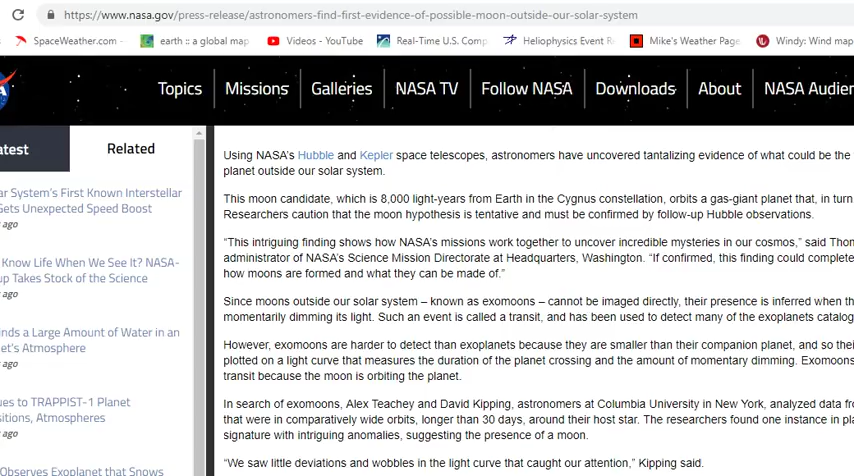 https://www.nasa.gov/press-release/astronomers-find-first-evidence-of-possible-moon-outside-our-solar-system
SpaceWeather.com - earth :: a global map Videos - YouTube Real-Time U.S. Comp Heliophysics Event R Mike's Weather Page Windy: Wind map
Topics Missions Galleries NASA TV Follow NASA Downloads About NASA Audien
atest Related
ar System's First Known Interstellar
Gets Unexpected Speed Boost
ago
Know Life When We See It? NASA-
up Takes Stock of the Science
ago
inds a Large Amount of Water in an
et's Atmosphere
ago
ues to TRAPPIST-1 Planet
sitions, Atmospheres
ago
Observes Exoplanet that Snows
Using NASA's Hubble and Kepler space telescopes, astronomers have uncovered tantalizing evidence of what could be the
planet outside our solar system.
This moon candidate, which is 8,000 light-years from Earth in the Cygnus constellation, orbits a gas-giant planet that, in turn
Researchers caution that the moon hypothesis is tentative and must be confirmed by follow-up Hubble observations.
“This intriguing finding shows how NASA's missions work together to uncover incredible mysteries in our cosmos,” said Thom
administrator of NASA's Science Mission Directorate at Headquarters, Washington. “If confirmed, this finding could complete
how moons are formed and what they can be made of.”
Since moons outside our solar system – known as exomoons – cannot be imaged directly, their presence is inferred when th
momentarily dimming its light. Such an event is called a transit, and has been used to detect many of the exoplanets catalog
However, exomoons are harder to detect than exoplanets because they are smaller than their companion planet, and so thei
plotted on a light curve that measures the duration of the planet crossing and the amount of momentary dimming. Exomoons
transit because the moon is orbiting the planet.
In search of exomoons, Alex Teachey and David Kipping, astronomers at Columbia University in New York, analyzed data fro
that were in comparatively wide orbits, longer than 30 days, around their host star. The researchers found one instance in pla
signature with intriguing anomalies, suggesting the presence of a moon.
“We saw little deviations and wobbles in the light curve that caught our attention,” Kipping said.